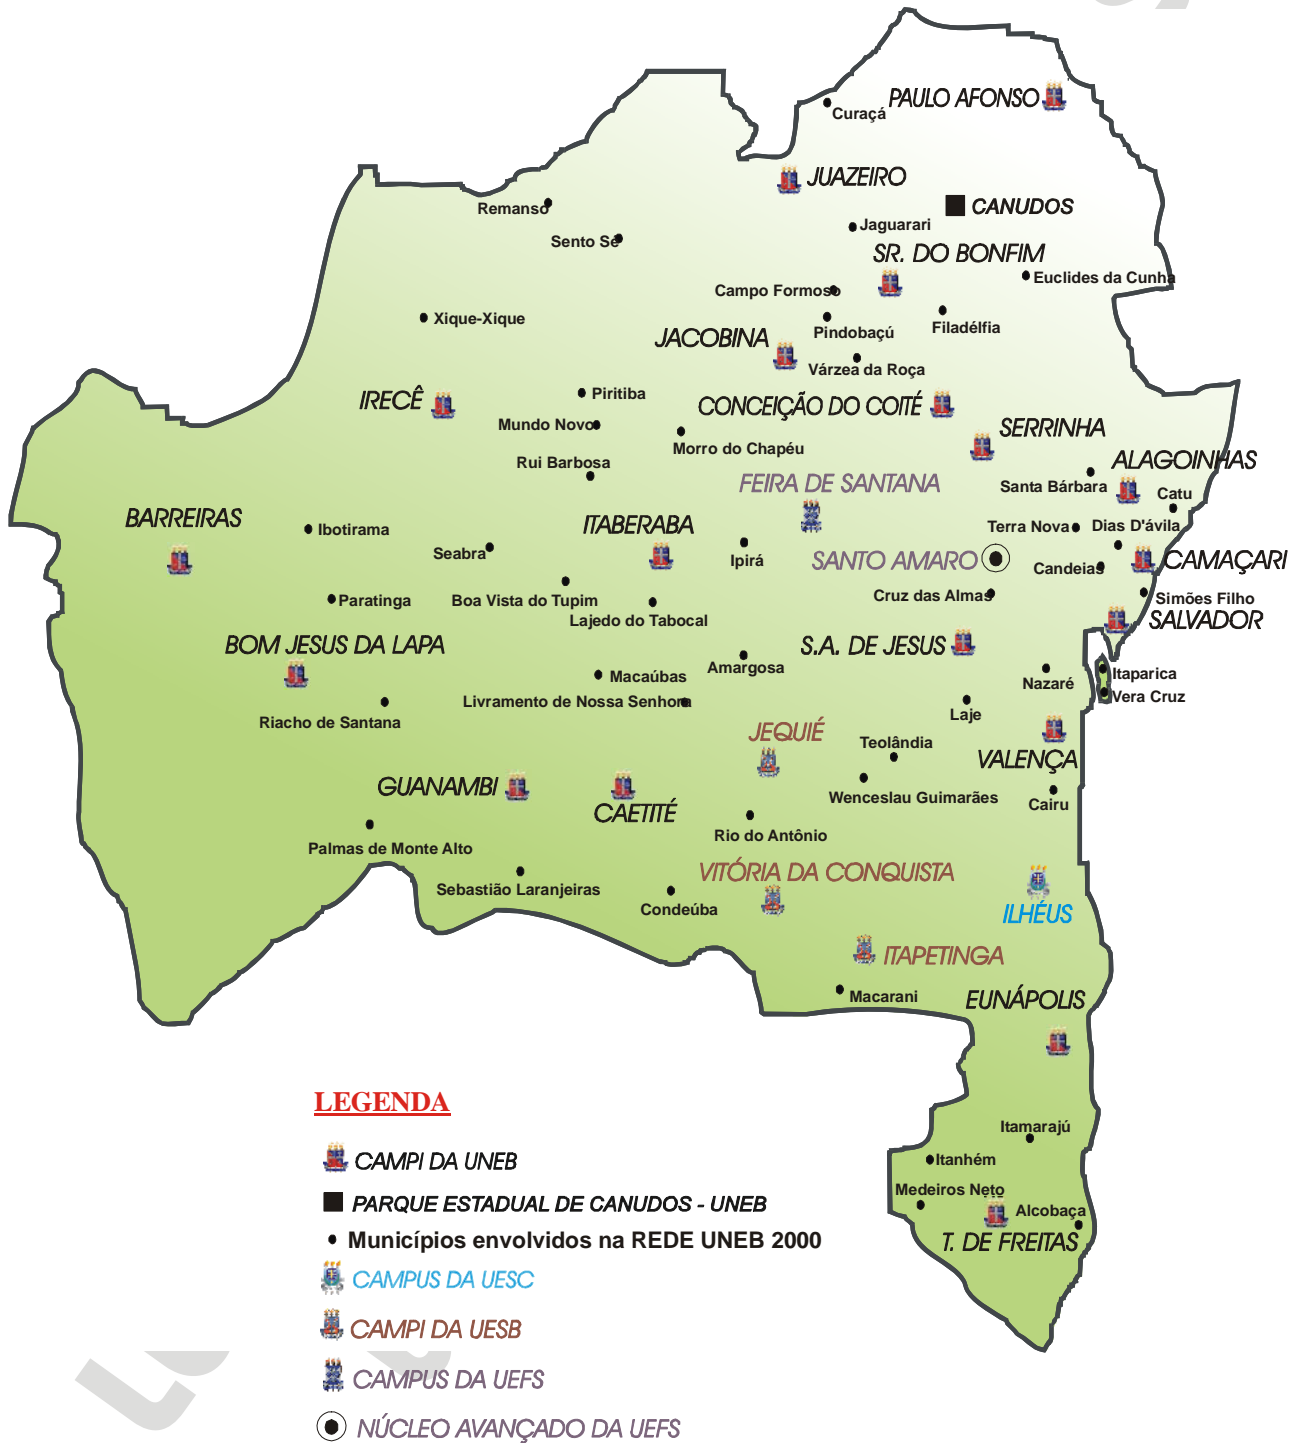 PAULO AFONSO
Curaçá
JUAZEIRO
CANUDOS
Remanso
Jaguarari
Sento Sé
SR. DO BONFIM
Euclides da Cunha
Campo Formoso
Xique-Xique
Pindobaçú
Filadélfia
JACOBINA
Várzea da Roça
Piritiba
IRECÊ
CONCEIÇÃO DO COITÉ
Mundo Novo
SERRINHA
Morro do Chapéu
Rui Barbosa
ALAGOINHAS
FEIRA DE SANTANA
Santa Bárbara
Catu
BARREIRAS
Ibotirama
ITABERABA
Terra Nova
Dias D'ávila
Seabra
Ipirá
SANTO AMARO
Candeias
CAMAÇARI
Paratinga
Boa Vista do Tupim
Cruz das Almas
Simões Filho
Lajedo do Tabocal
SALVADOR
BOM JESUS DA LAPA
S.A. DE JESUS
Amargosa
Macaúbas
Nazaré
Itaparica
Livramento de Nossa Senhora
Vera Cruz
Riacho de Santana
Laje
JEQUIÉ
Teolândia
VALENÇA
GUANAMBI
Wenceslau Guimarães
Cairu
CAETITÉ
Rio do Antônio
Palmas de Monte Alto
VITÓRIA DA CONQUISTA
Sebastião Laranjeiras
Condeúba
ILHÉUS
ITAPETINGA
Macarani
EUNÁPOLIS
Itamarajú
Itanhém
Medeiros Neto
Alcobaça
T. DE FREITAS
LEGENDA
CAMPI DA UNEB
PARQUE ESTADUAL DE CANUDOS - UNEB
Municípios envolvidos na REDE UNEB 2000
CAMPUS DA UESC
CAMPI DA UESB
CAMPUS DA UEFS
NÚCLEO AVANÇADO DA UEFS